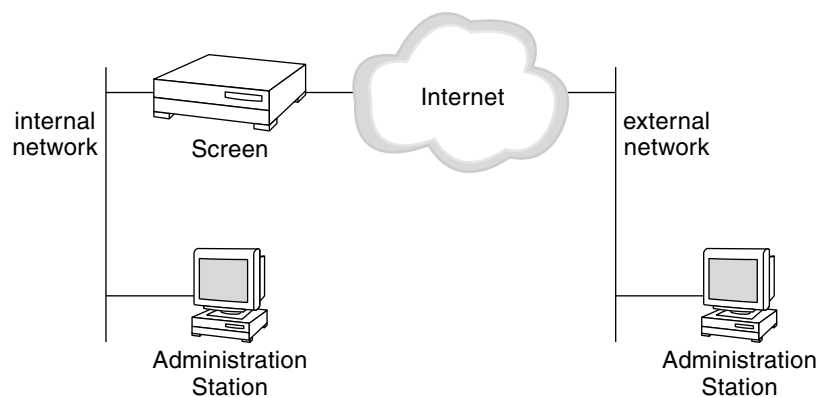 Internet
internal
network
Screen
external
network
Administration
Station
Administration
Station